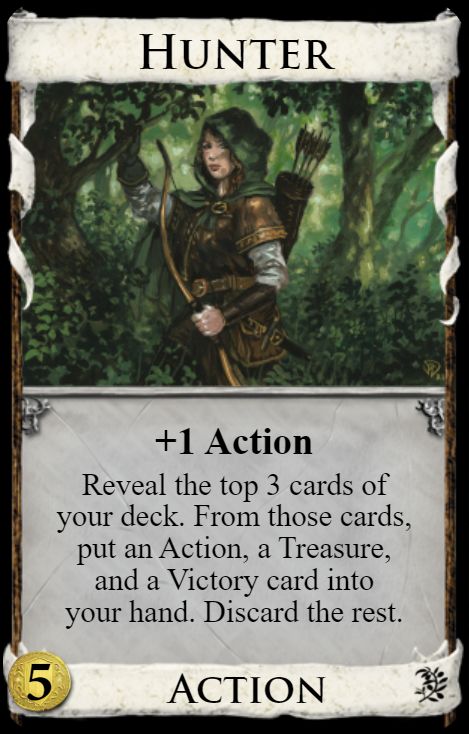 HUNTER
+1 Action
Reveal the top 3 cards of
your deck. From those cards,
put an Action, a Treasure,
and a Victory card into
your hand. Discard the rest.
5
ACTION